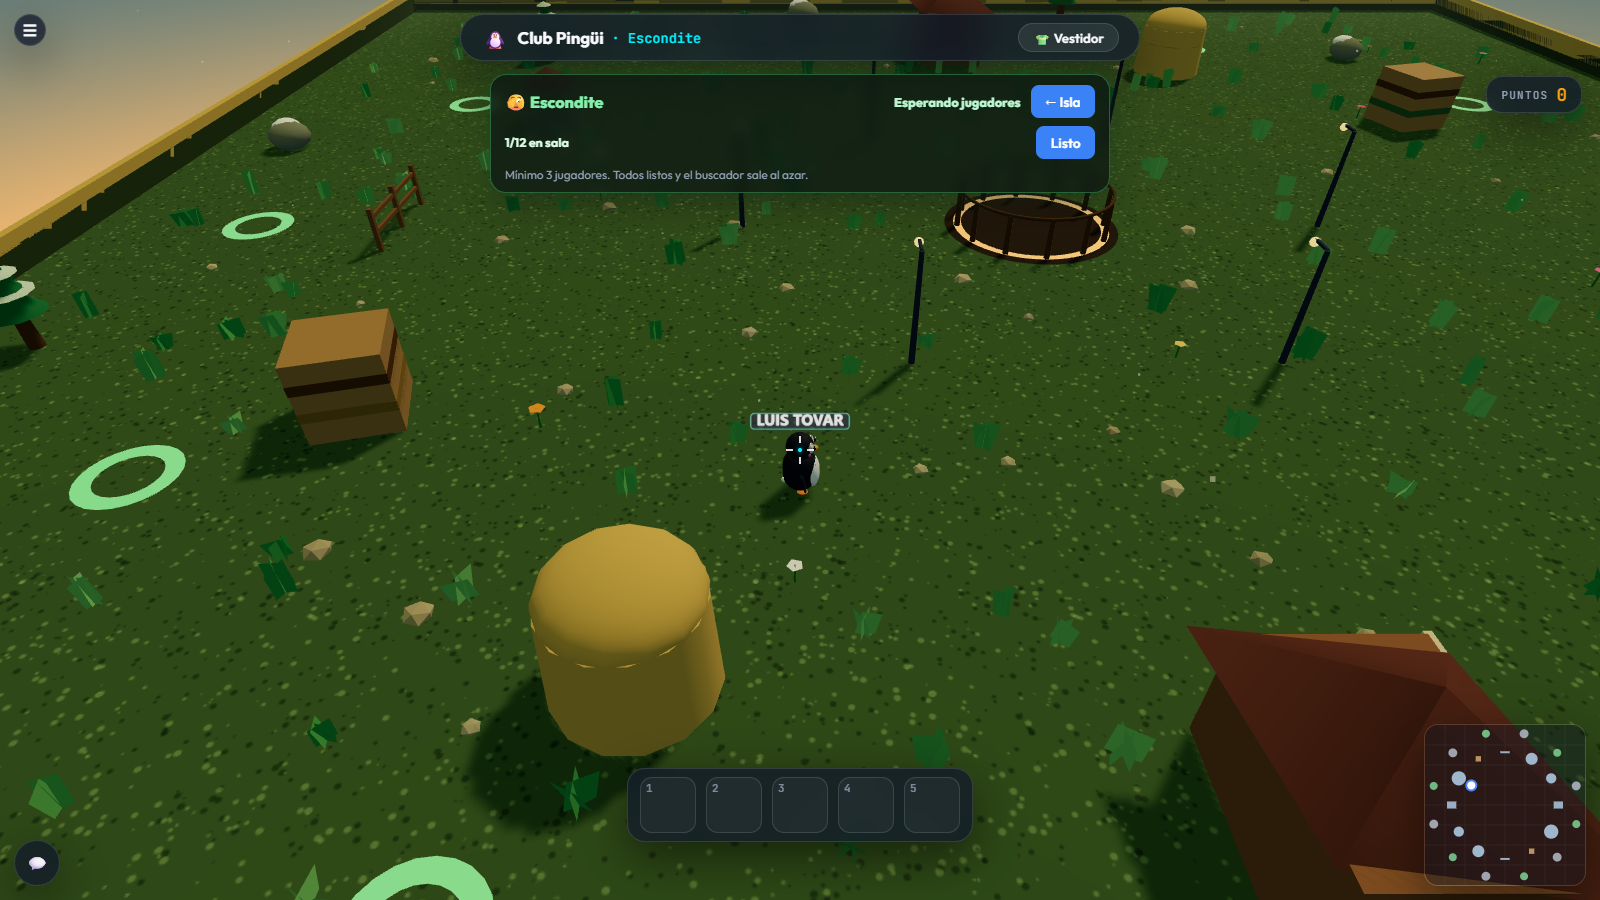 Club Pingüi · Escondite
Vestidor
Escondite
Esperando jugadores
← Isla
PUNTOS 0
1/12 en sala
Listo
Mínimo 3 jugadores. Todos listos y el buscador sale al azar.
LUIS TOVAR
1 2 3 4 5